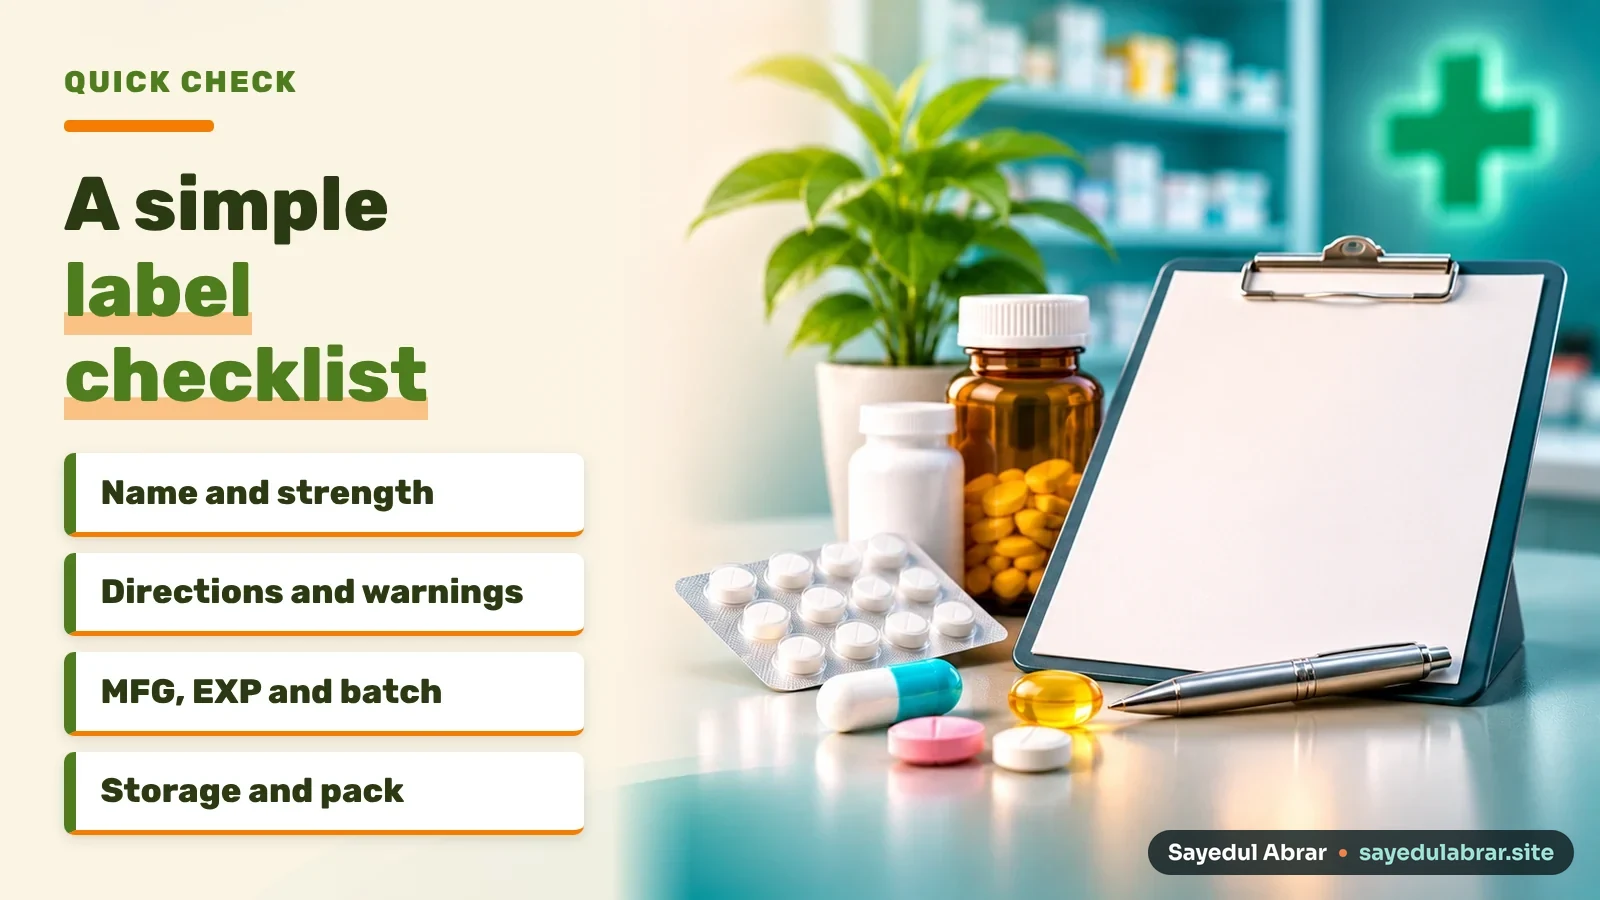 QUICK CHECK
A simple
label
checklist
Name and strength
Directions and warnings
MFG, EXP and batch
Storage and pack
Sayedul Abrar • sayedulabrar.site